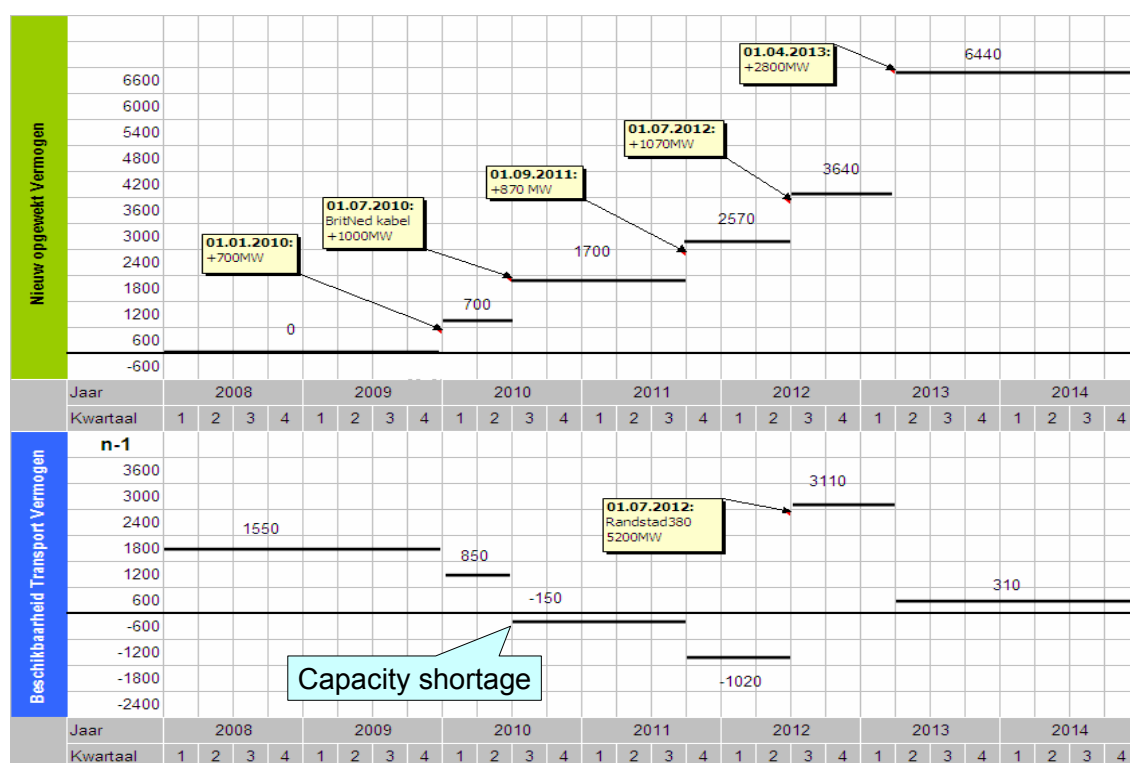 Nieuw opgewekt Vermogen
6600
6000
5400
4800
4200
3600
3000
2400
1800
1200
600
-600
0
01.01.2010:
+700MW
700
01.07.2010:
BritNed kabel
+1000MW
1700
01.09.2011:
+870 MW
2570
01.07.2012:
+1070MW
3640
01.04.2013:
+2800MW
6440
Jaar 2008 2009 2010 2011 2012 2013 2014
Kwartaal 1 2 3 4 1 2 3 4 1 2 3 4 1 2 3 4 1 2 3 4 1 2 3 4 1 2 3 4
Beschikbaarheid Transport Vermogen
n-1
3600
3000
2400
1800
1200
600
-600
-1200
-1800
-2400
1550
850
-150
Capacity shortage
-1020
01.07.2012:
Randstad380
5200MW
3110
310
Jaar 2008 2009 2010 2011 2012 2013 2014
Kwartaal 1 2 3 4 1 2 3 4 1 2 3 4 1 2 3 4 1 2 3 4 1 2 3 4 1 2 3 4